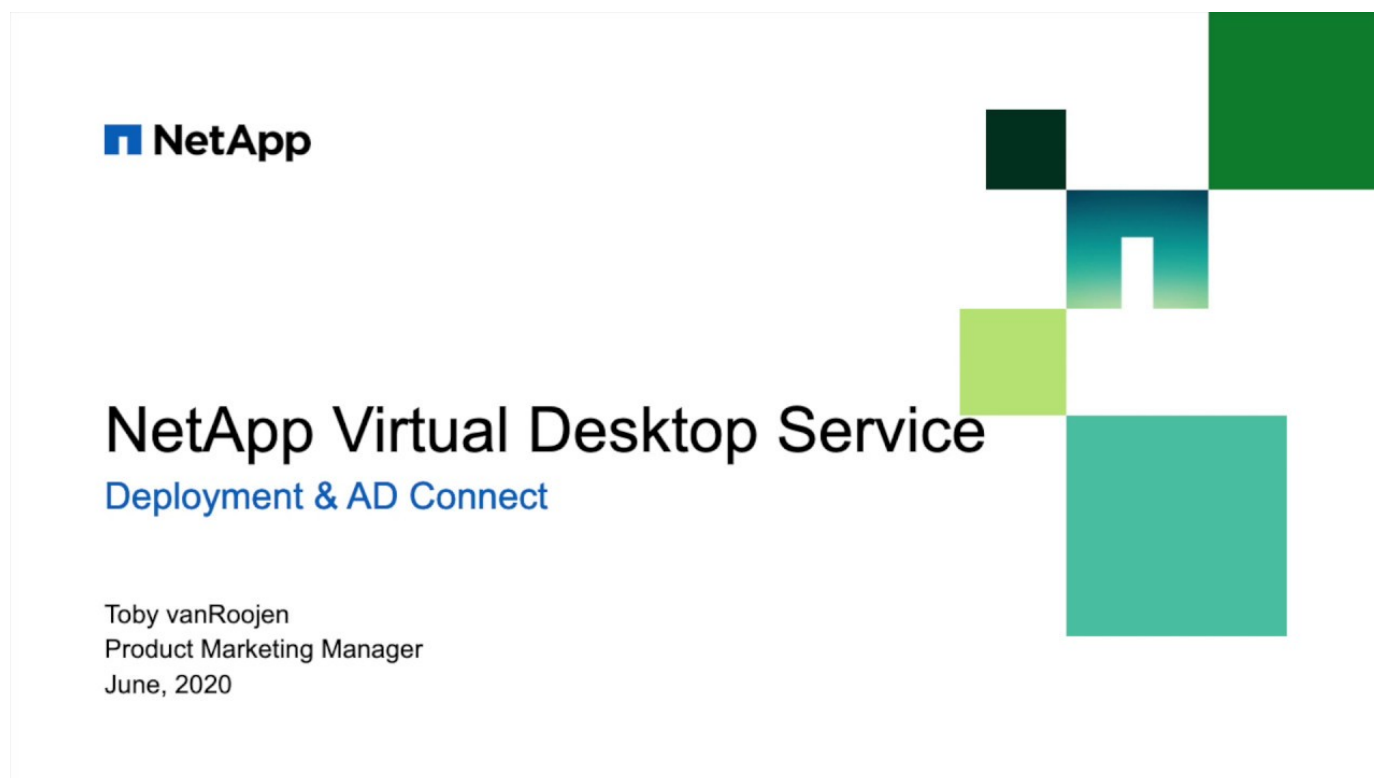 NetApp
NetApp Virtual Desktop Service
Deployment & AD Connect
Toby vanRoojen
Product Marketing Manager
June, 2020